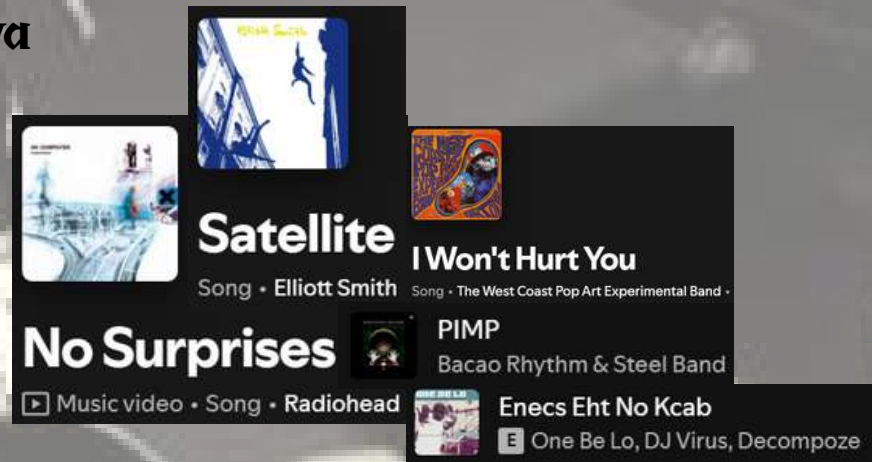 Satellite
Song • Elliott Smith
I Won't Hurt You
Song • The West Coast Pop Art Experimental Band •
No Surprises
Music video • Song • Radiohead
PIMP
Bacao Rhythm & Steel Band
Enecs Eht No Kcab
E One Be Lo, DJ Virus, Decompoze